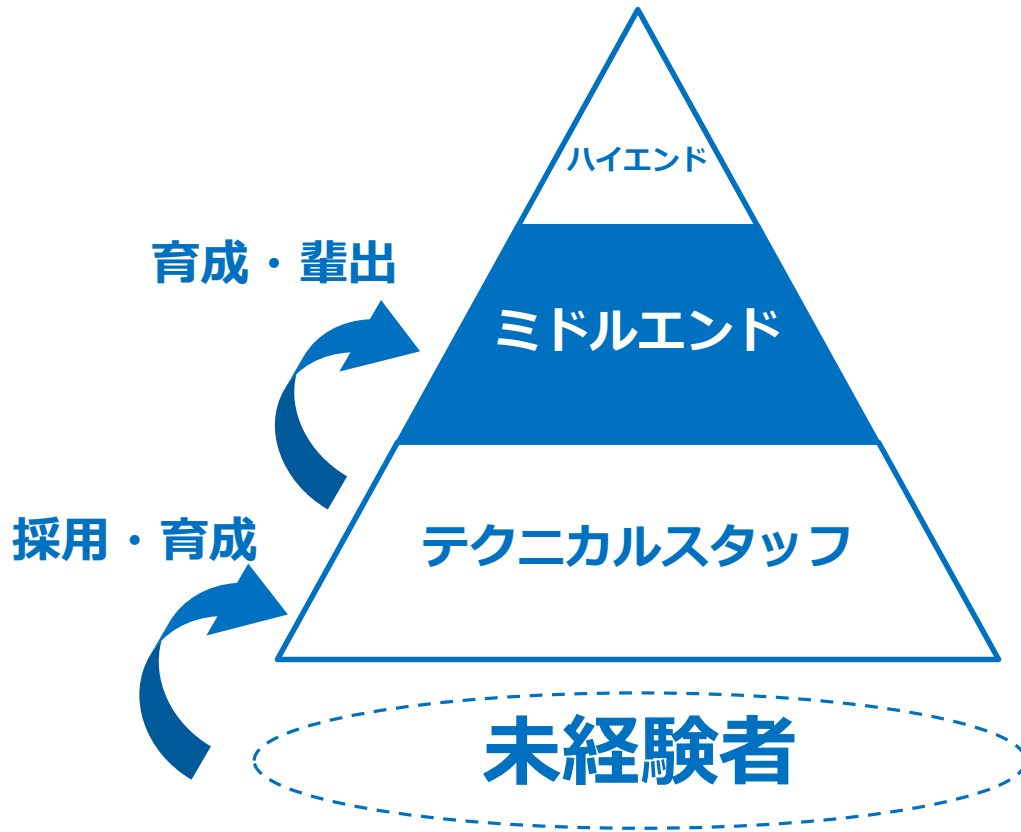 ハイエンド
育成・輩出
ミドルエンド
採用・育成
テクニカルスタッフ
未経験者